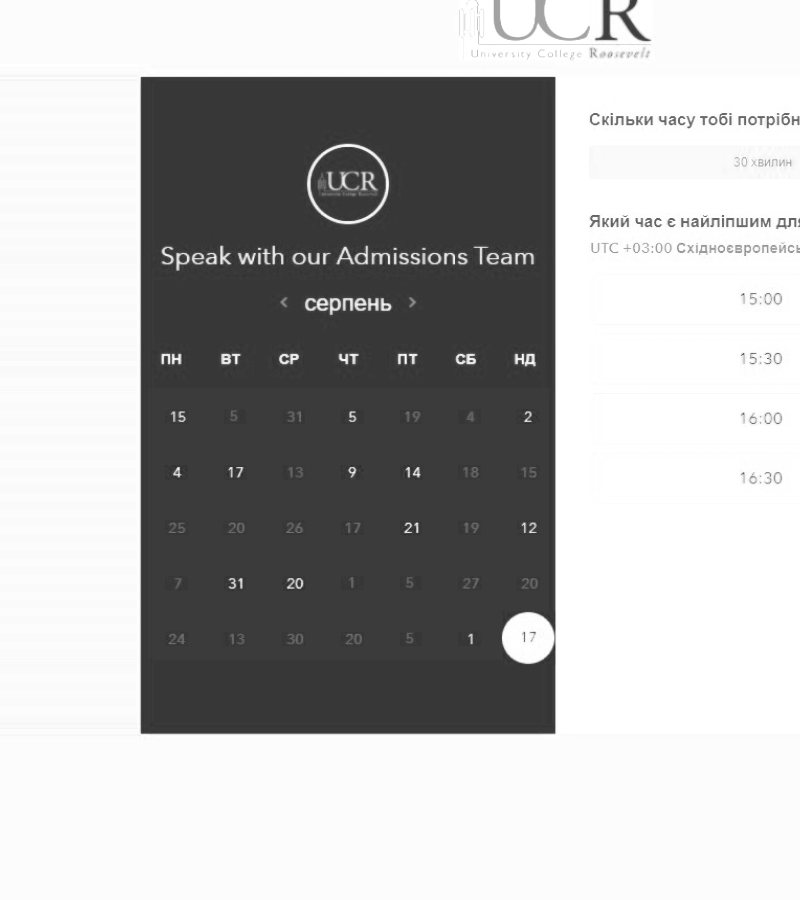 UCR
University College Roosevelt
UCR
Speak with our Admissions Team
< серпень >
ПН ВТ СР ЧТ ПТ СБ НД
15 5 31 5 19 4 2
4 17 13 9 14 18 15
25 20 26 17 21 19 12
7 31 20 1 5 27 20
24 13 30 20 5 1 17
Скільки часу тобі потрібн
30 хвилин
Який час є найліпшим для
UTC +03:00 Східноєвропейсь
15:00
15:30
16:00
16:30